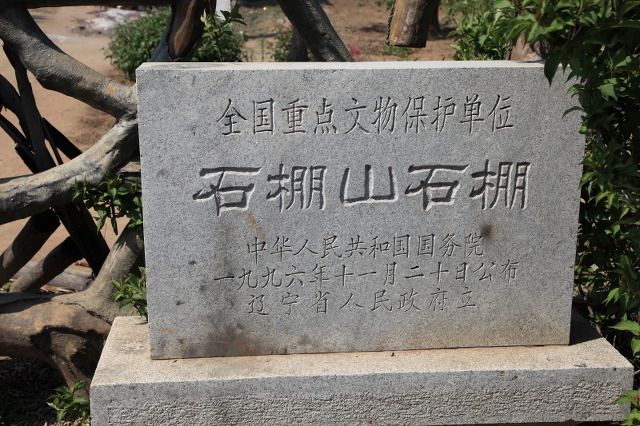 全国重点文物保护单位
石棚山石棚
中华人民共和国国务院
一九九六年十一月二十日公布
辽宁省人民政府立